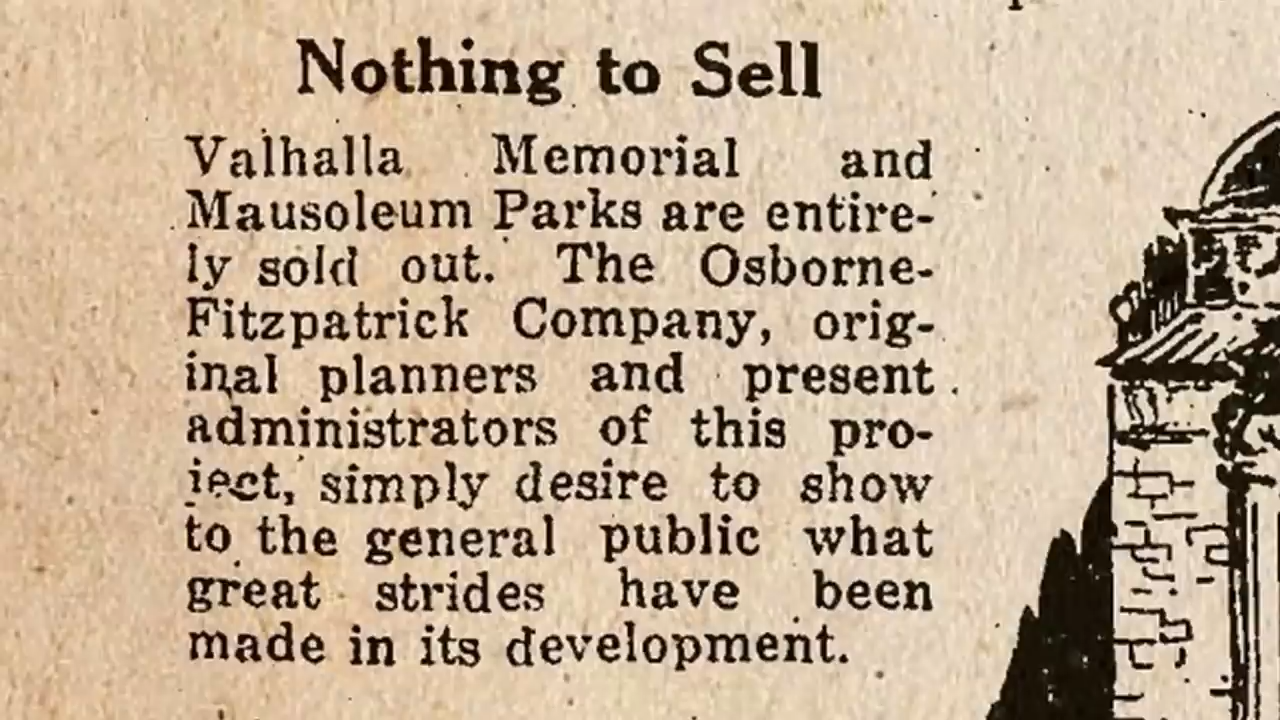 Nothing to Sell
Valhalla Memorial and
Mausoleum Parks are entire-
ly sold out. The Osborne-
Fitzpatrick Company, orig-
inal planners and present
administrators of this pro-
ject, simply desire to show
to the general public what
great strides have been
made in its development.